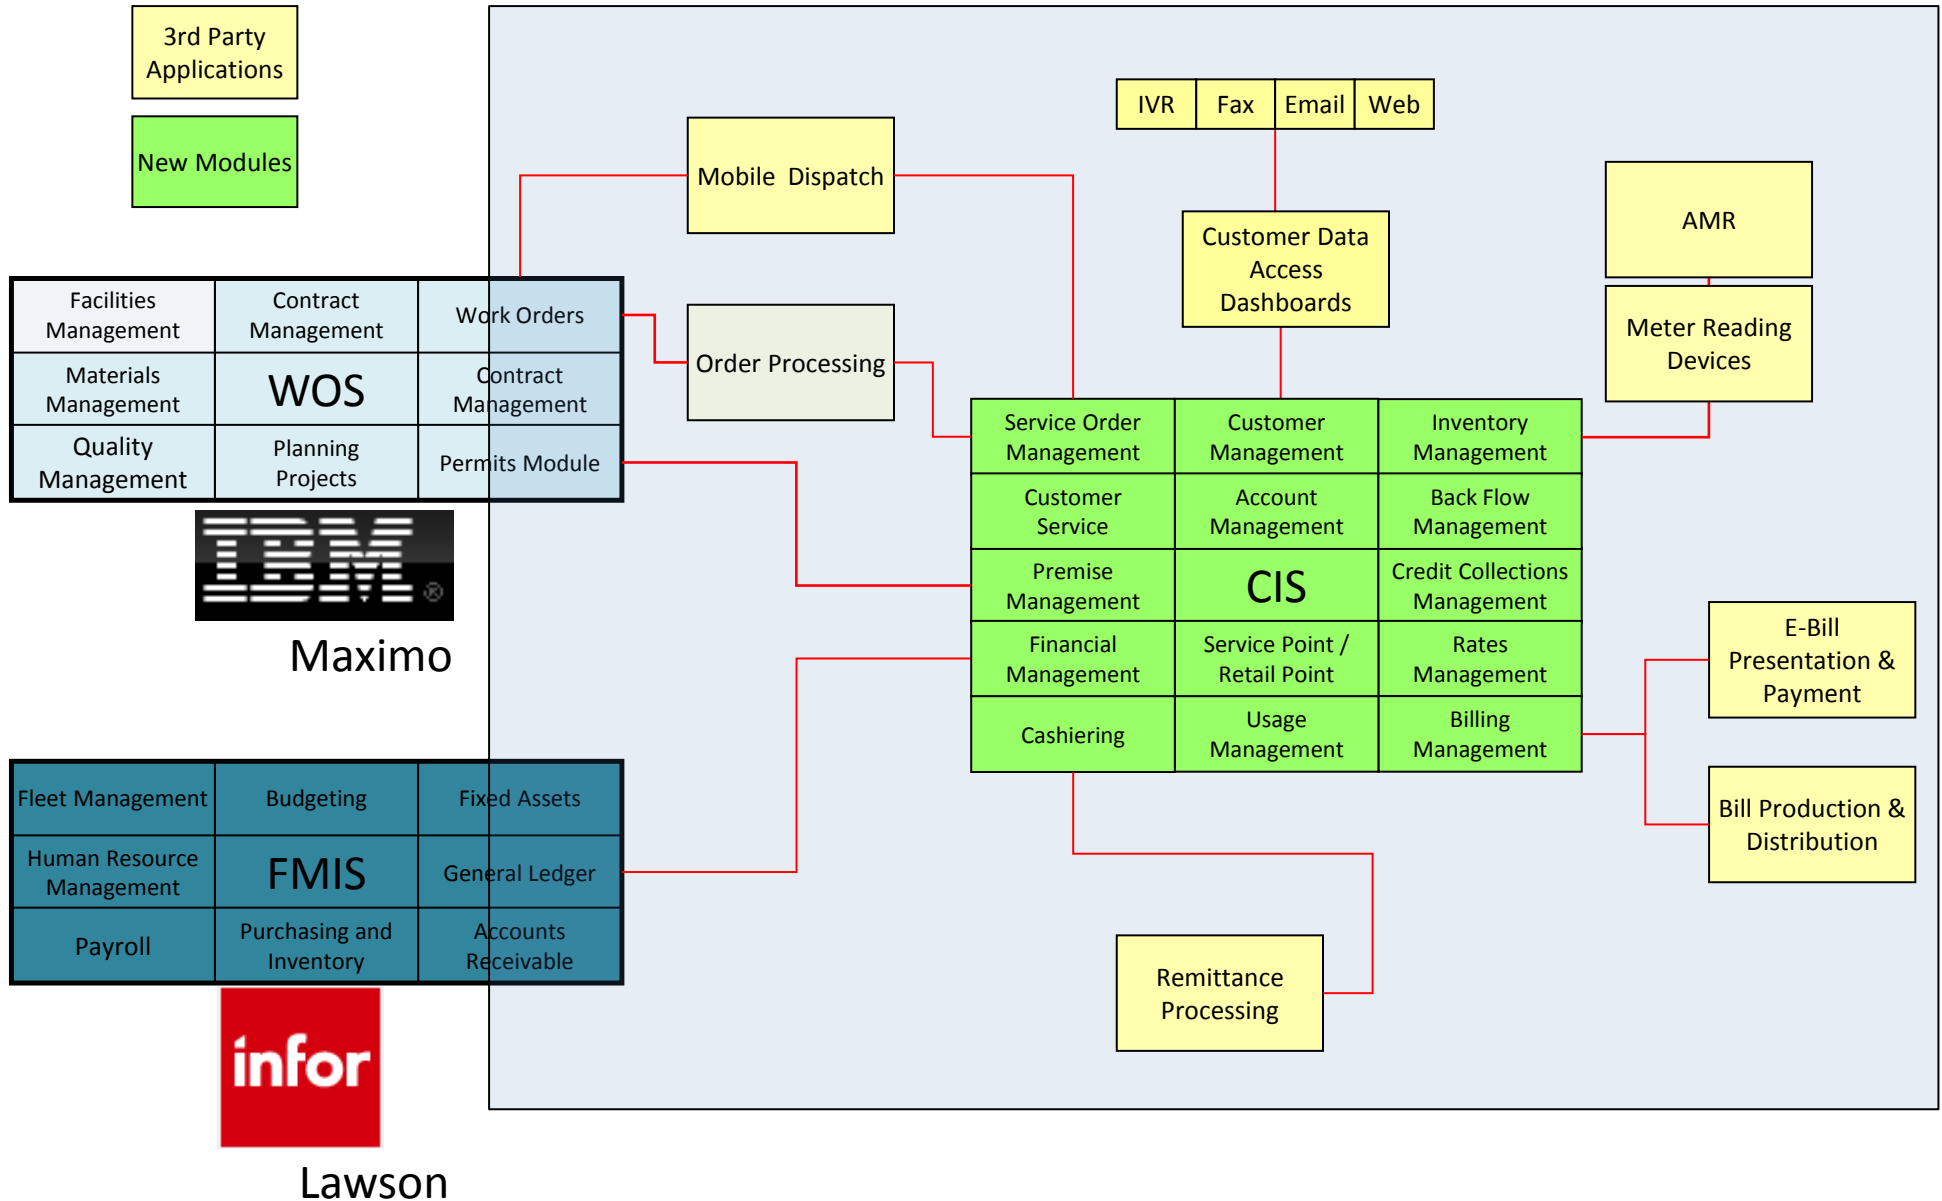 3rd Party
Applications
New Modules
IVR
Fax
Email
Web
Mobile  Dispatch
AMR
Customer Data
Access
Dashboards
Facilities
Management
Contract
Management
Work Orders
Materials
Management
WOS
Contract
Management
Quality
Management
Planning
Projects
Permits Module
IBM®
Maximo
Order Processing
Meter Reading
Devices
Service Order
Management
Customer
Management
Inventory
Management
Customer
Service
Account
Management
Back Flow
Management
Premise
Management
CIS
Credit Collections
Management
Financial
Management
Service Point /
Retail Point
Rates
Management
Cashiering
Usage
Management
Billing
Management
E-Bill
Presentation &
Payment
Bill Production &
Distribution
Fleet Management
Budgeting
Fixed Assets
Human Resource
Management
FMIS
General Ledger
Payroll
Purchasing and
Inventory
Accounts
Receivable
infor
Lawson
Remittance
Processing